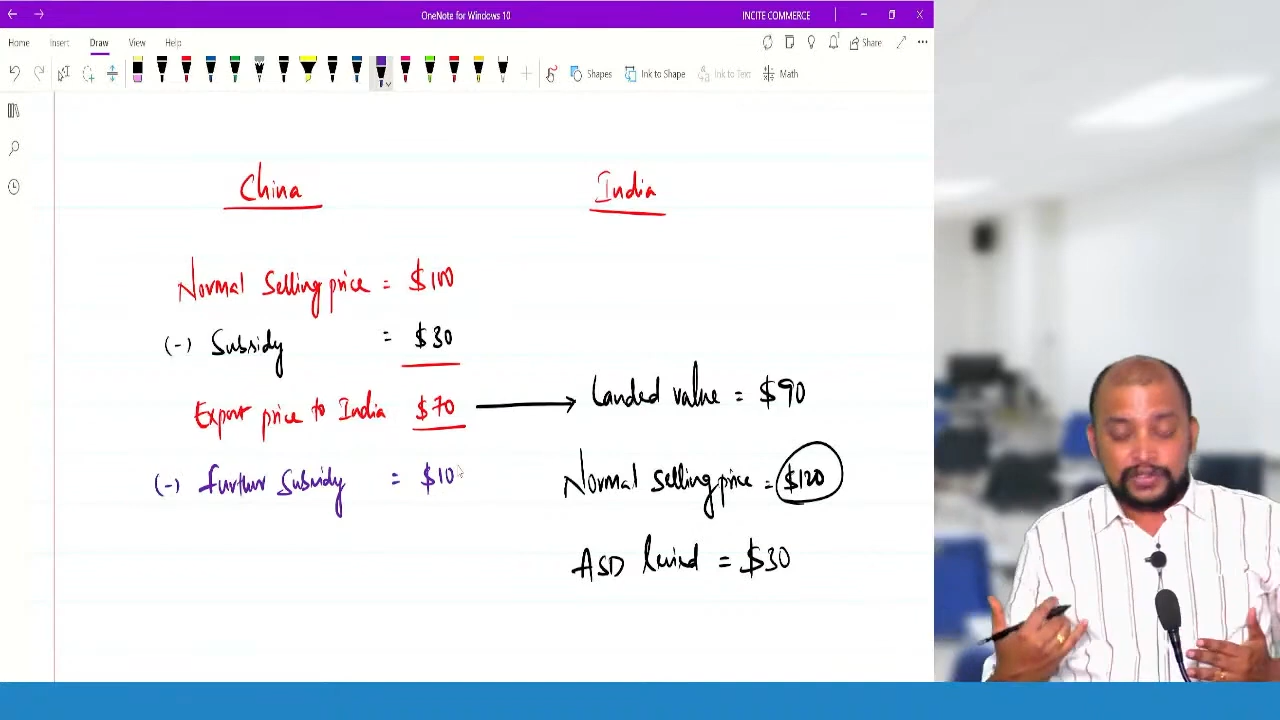 OneNote for Windows 10
INCITE COMMERCE
Home Insert Draw View Help
Share
Shapes Ink to Shape Ink to Text Math
China
Normal Selling price = $100
(-) Subsidy = $30
Export price to India $70
(-) further Subsidy = $10
India
Landed value = $90
Normal Selling price = $120
ASD levied = $30